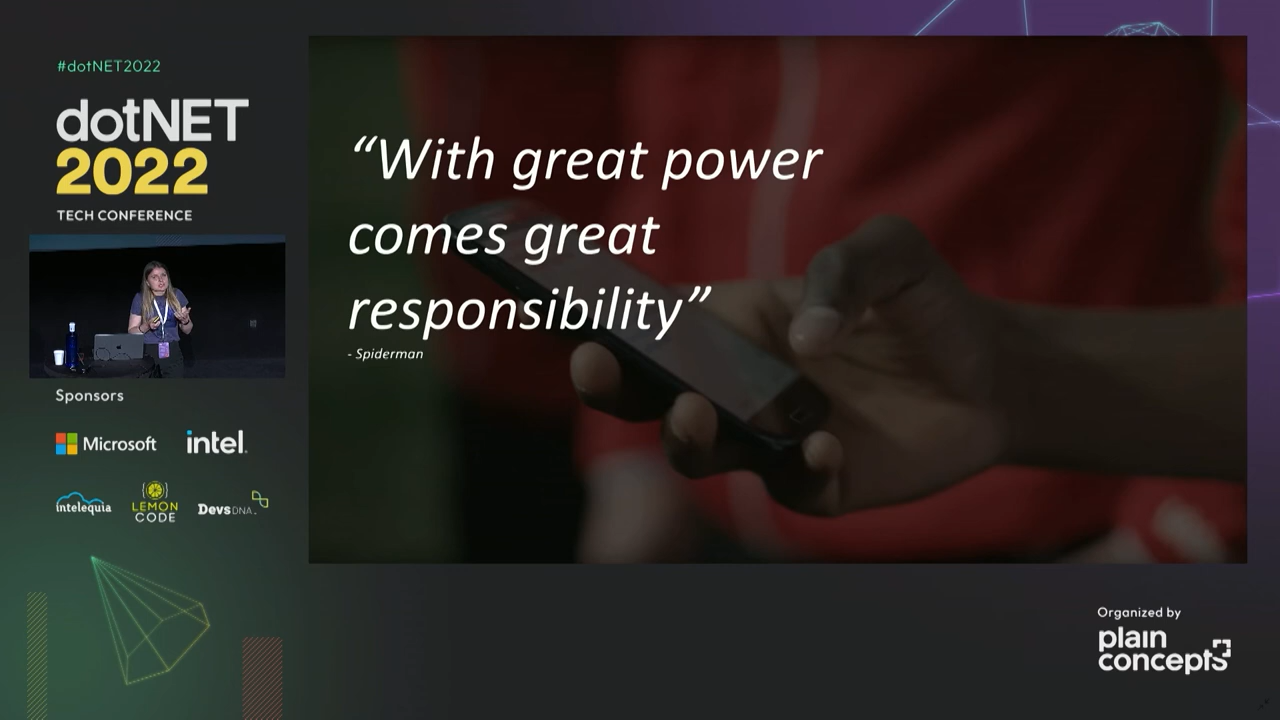 #dotNET2022
dotNET
2022
TECH CONFERENCE
Sponsors
Microsoft
intel.
intelequia
{LEMON
CODE
DevsDNA.
“With great power
comes great
responsibility”
- Spiderman
Organized by
plain
concepts